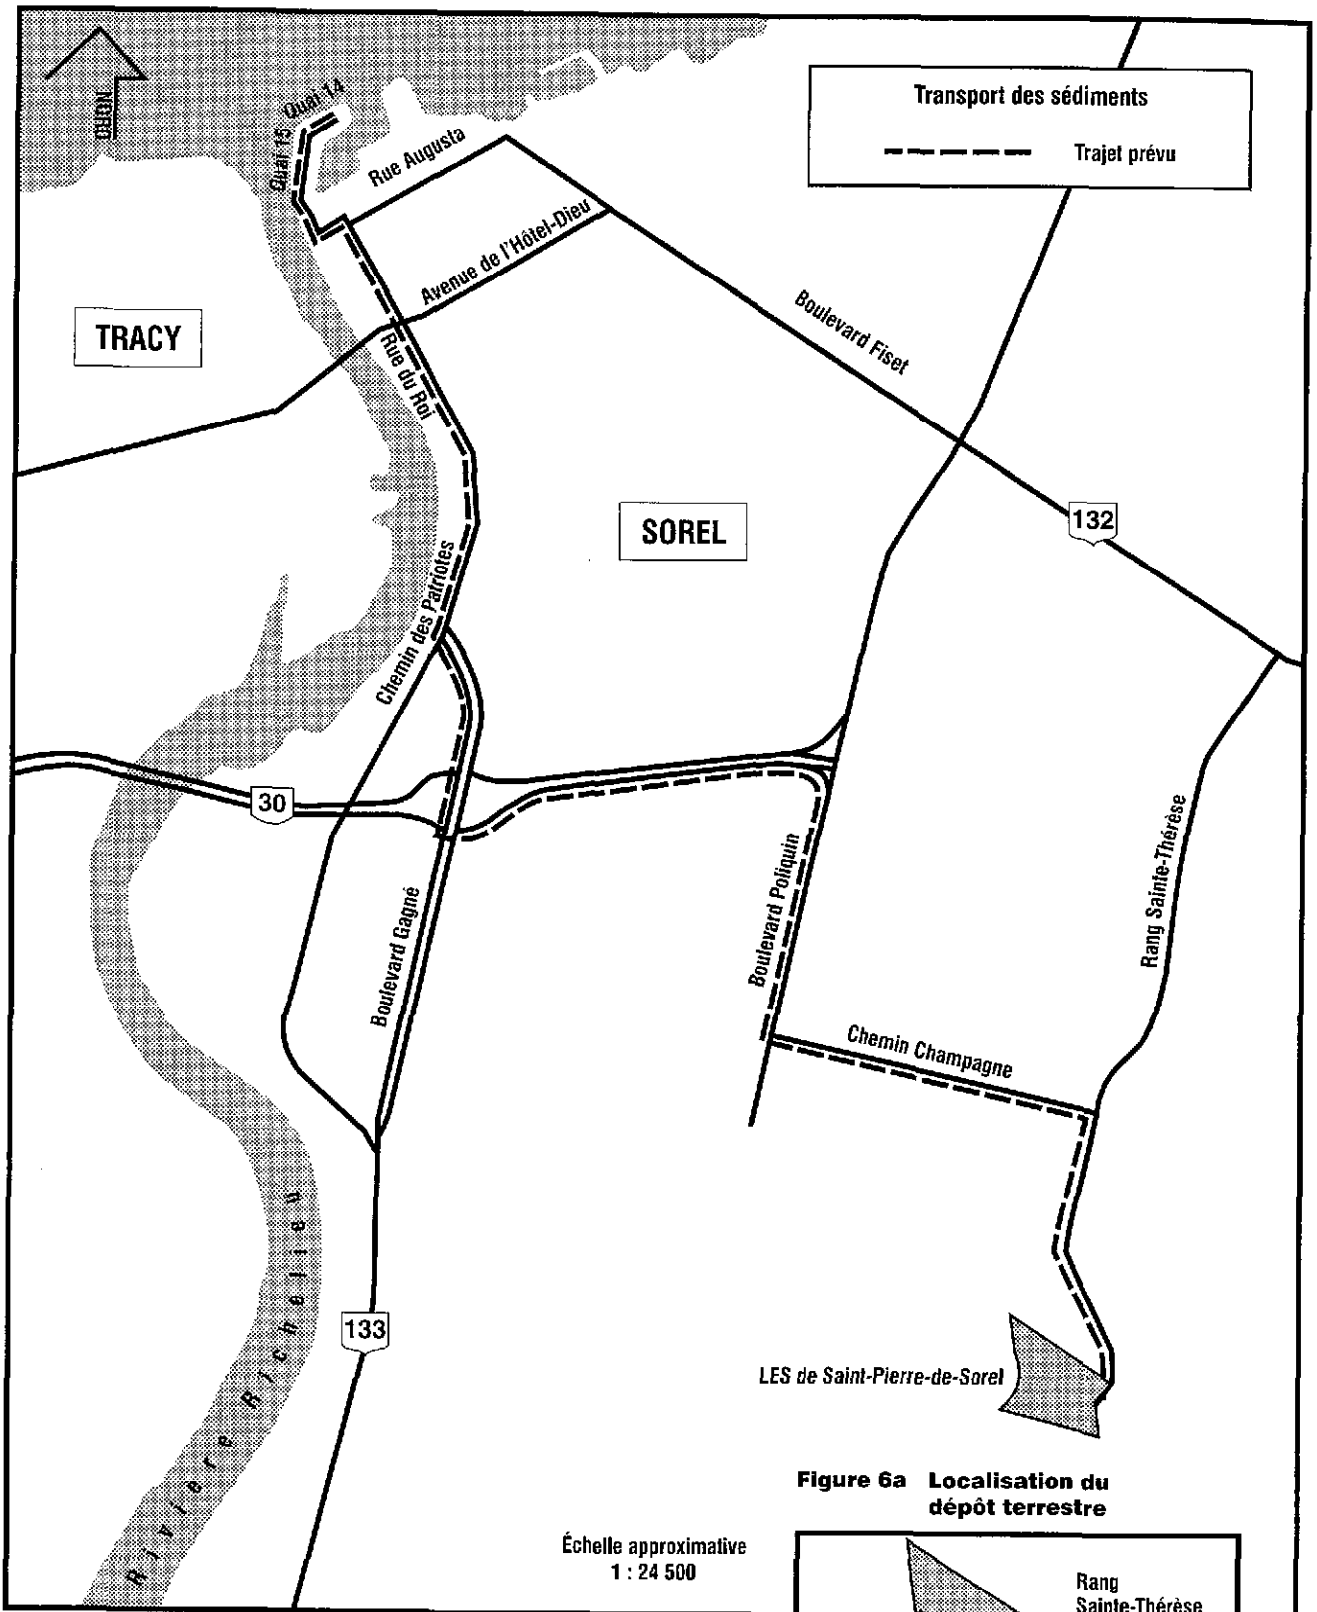 NORD
Quai 14
Quai 15
Transport des sédiments
Trajet prévu
Rue Augusta
Avenue de l'Hôtel-Dieu
TRACY
Rue du Roi
Boulevard Fiset
SOREL
132
Chemin des Patriotes
30
Boulevard Gagné
Boulevard Poliquin
Rang Sainte-Thérèse
Chemin Champagne
Rivière Richelieu
133
LES de Saint-Pierre-de-Sorel
Figure 6a Localisation du
dépôt terrestre
Échelle approximative
1 : 24 500
Rang
Sainte-Thérèse